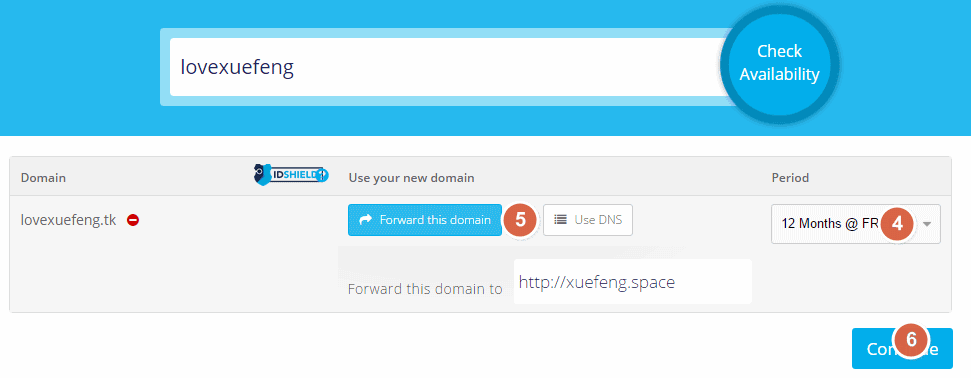 lovexuefeng
Check
Availability
Domain
IDSHIELD
Use your new domain
Period
lovexuefeng.tk
Forward this domain
5
Use DNS
12 Months @ FR
4
Forward this domain to
http://xuefeng.space
6